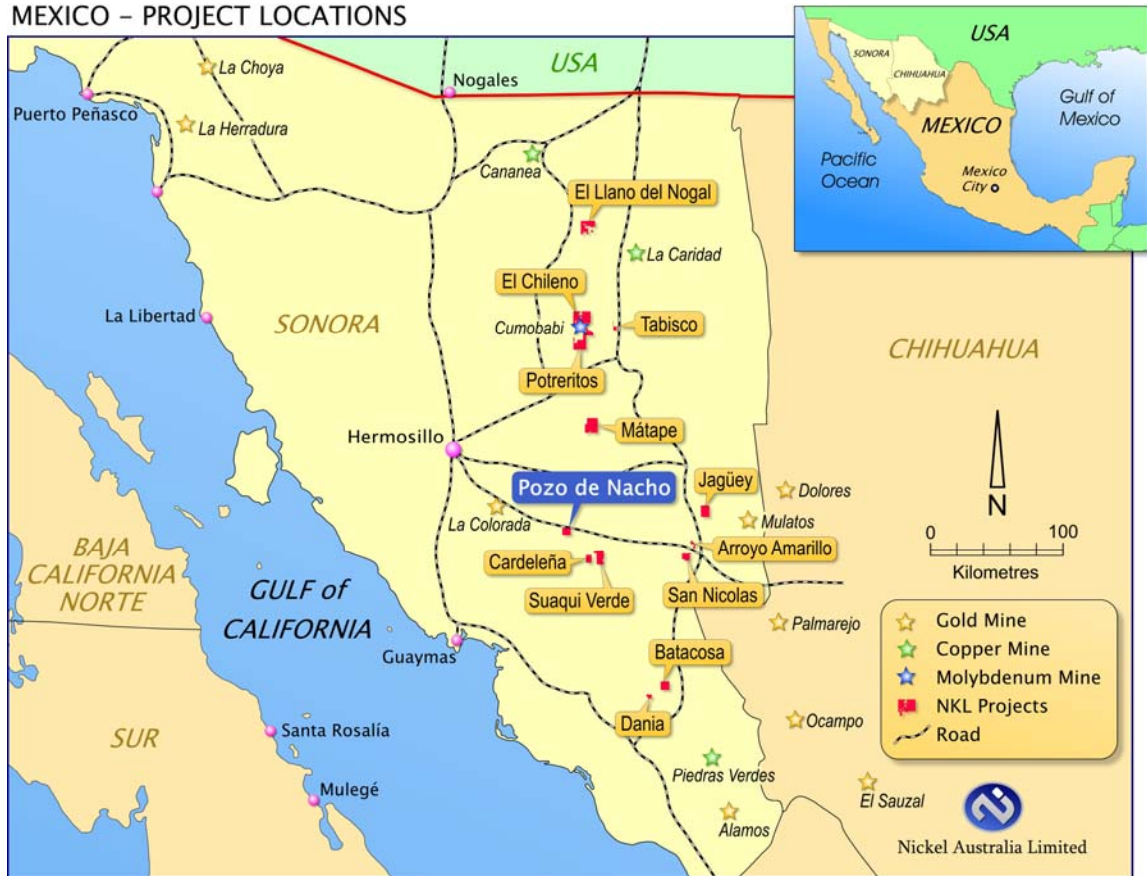 MEXICO – PROJECT LOCATIONS
USA
La Choya
Nogales
Puerto Peñasco
La Herradura
Cananea
El Llano del Nogal
La Caridad
El Chileno
La Libertad
SONORA
Cumobabi
Tabisco
CHIHUAHUA
Potreritos
Hermosillo
Mátape
Pozo de Nacho
Jagüey
Dolores
La Colorada
Mulatos
Arroyo Amarillo
Cardeleña
Suaqui Verde
San Nicolas
BAJA
CALIFORNIA
NORTE
GULF of
CALIFORNIA
Guaymas
Palmarejo
Batacosa
Dania
Ocampo
SUR
Santa Rosalía
Mulegé
Piedras Verdes
Alamos
El Sauzal
USA
SONORA
CHIHUAHUA
Gulf of
Mexico
MEXICO
Pacific
Ocean
Mexico
City
N
0 100
Kilometres
Gold Mine
Copper Mine
Molybdenum Mine
NKL Projects
Road
Nickel Australia Limited